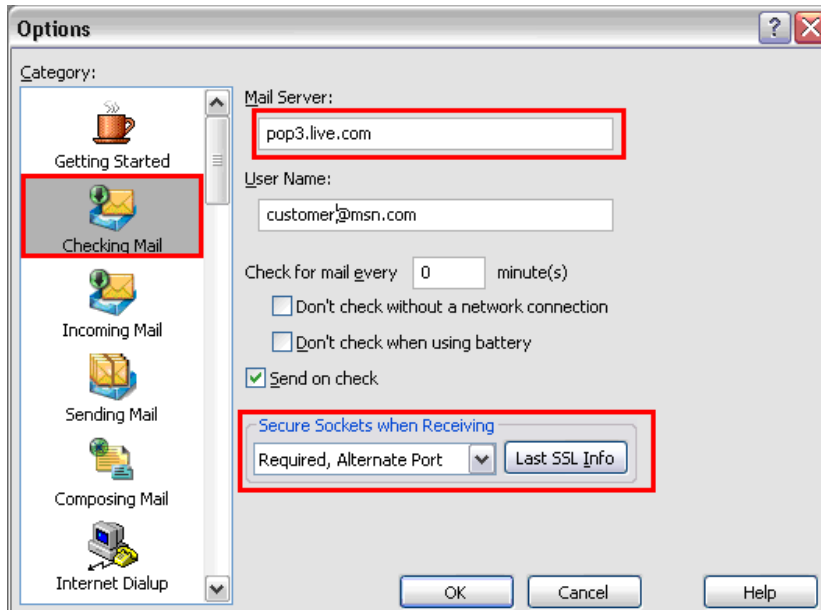 Options
Category:
Getting Started
Checking Mail
Incoming Mail
Sending Mail
Composing Mail
Internet Dialup
Mail Server:
pop3.live.com
User Name:
customer@msn.com
Check for mail every 0 minute(s)
Don't check without a network connection
Don't check when using battery
Send on check
Secure Sockets when Receiving
Required, Alternate Port
Last SSL Info
OK
Cancel
Help